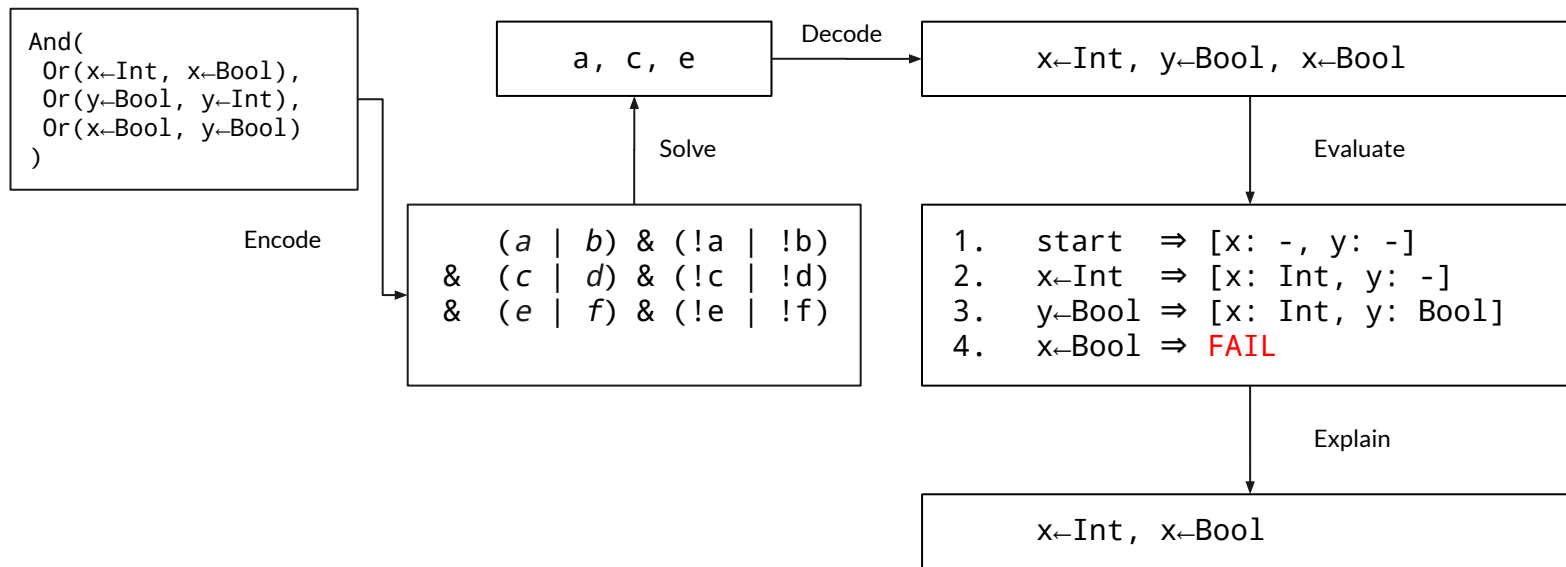 And(
Or(x←Int, x←Bool),
Or(y←Bool, y←Int),
Or(x←Bool, y←Bool)
)
Encode
(a | b) & (!a | !b)
& (c | d) & (!c | !d)
& (e | f) & (!e | !f)
Solve
a, c, e
Decode
x←Int, y←Bool, x←Bool
Evaluate
1. start ⇒ [x: -, y: -]
2. x←Int ⇒ [x: Int, y: -]
3. y←Bool ⇒ [x: Int, y: Bool]
4. x←Bool ⇒ FAIL
Explain
x←Int, x←Bool